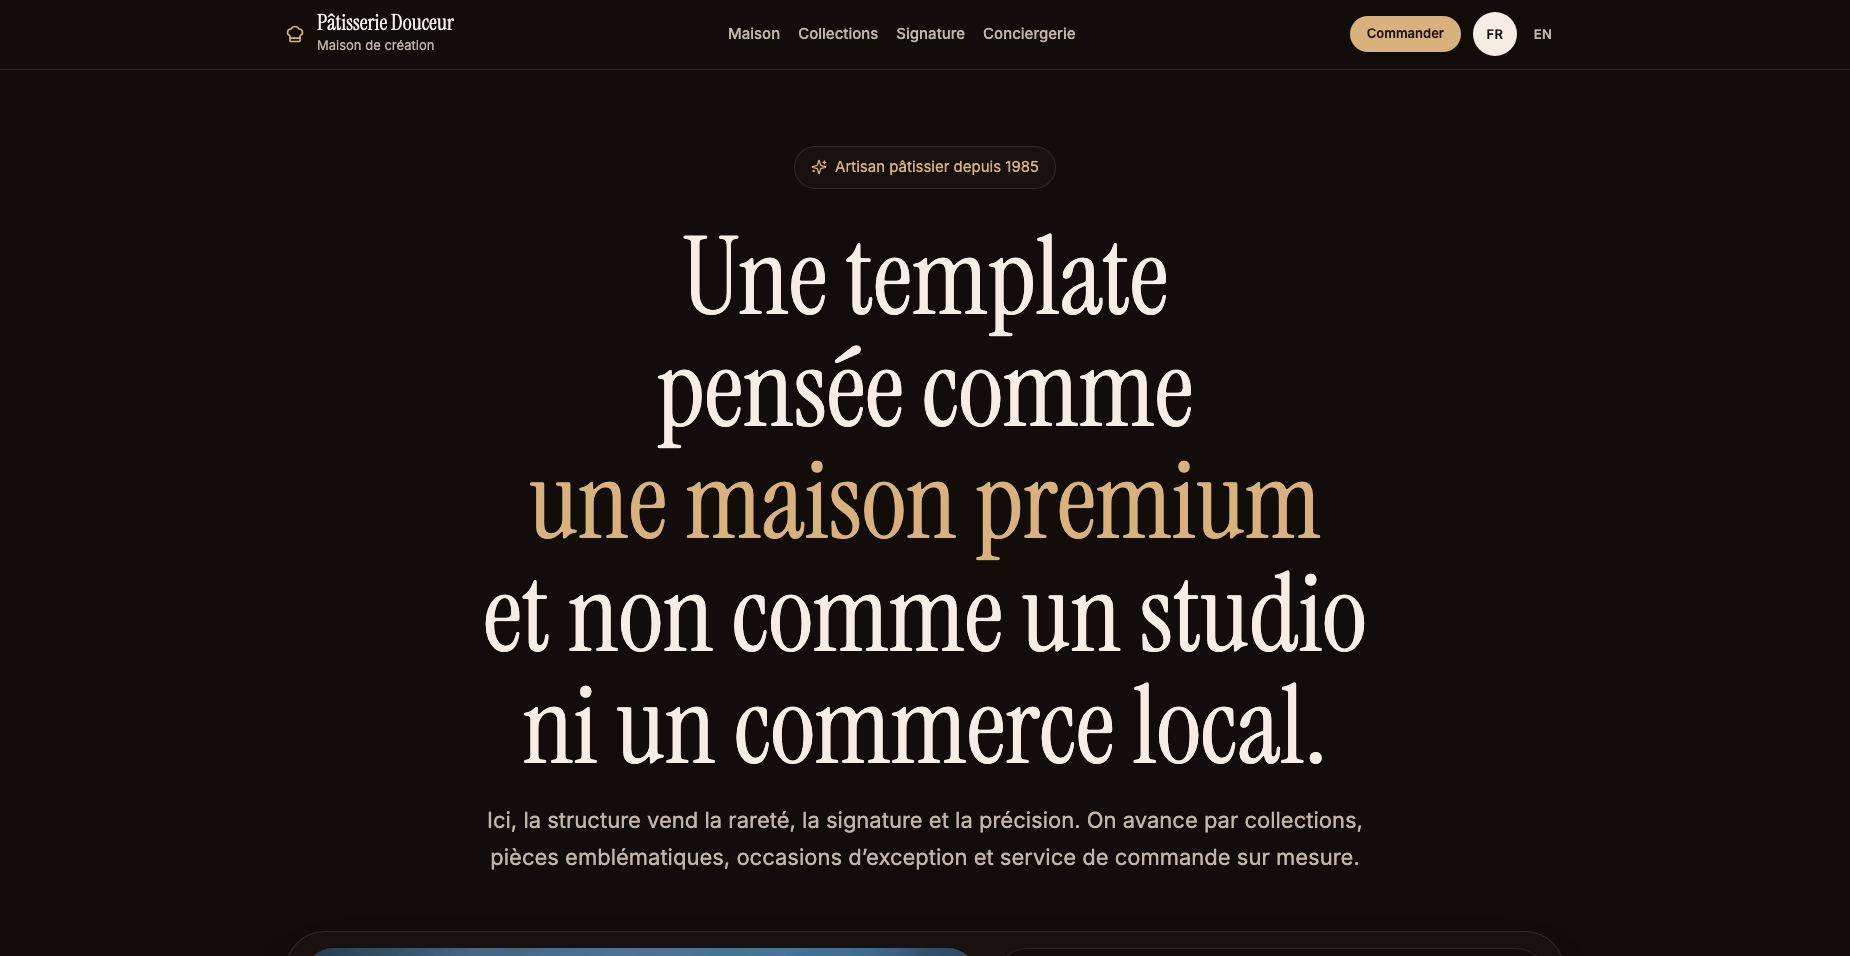 Pâtisserie Douceur
Maison de création
Maison
Collections
Signature
Conciergerie
Commander
FR
EN
Artisan pâtissier depuis 1985
Une template
pensée comme
une maison premium
et non comme un studio
ni un commerce local.
Ici, la structure vend la rareté, la signature et la précision. On avance par collections,
pièces emblématiques, occasions d’exception et service de commande sur mesure.